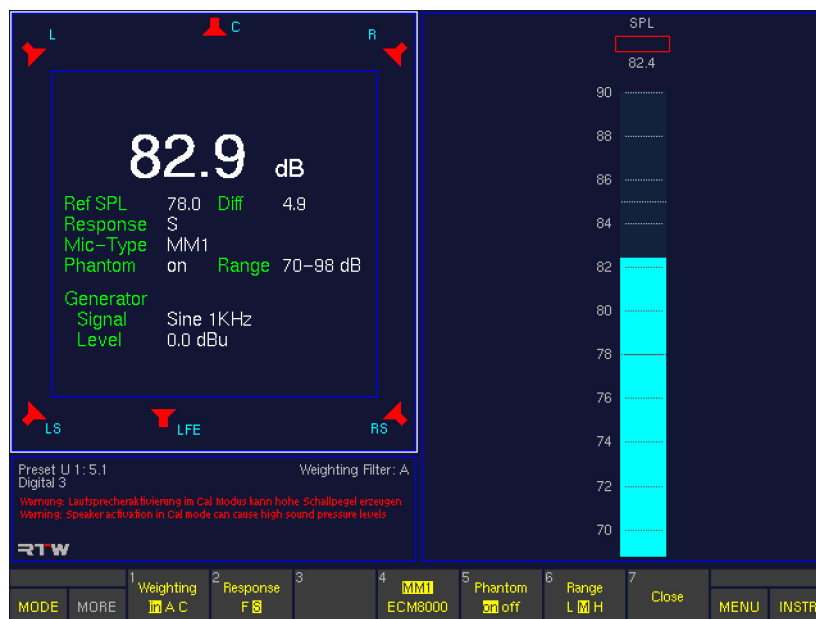 L
C
R
82.9 dB
Ref SPL 78.0 Diff 4.9
Response S
Mic-Type MM1
Phantom on Range 70-98 dB
Generator
Signal Sine 1KHz
Level 0.0 dBu
LS
LFE
RS
Preset U 1: 5.1 Weighting Filter: A
Digital 3
Warnung: Lautsprecheraktivierung im Cal Modus kann hohe Schallpegel erzeugen
Warning: Speaker activation in Cal mode can cause high sound pressure levels
RTW
SPL
82.4
90
88
86
84
82
80
78
76
74
72
70
MODE
MORE
1 Weighting
lin A C
2 Response
F S
3
4 MM1
ECM8000
5 Phantom
on off
6 Range
L M H
7 Close
MENU
INSTR